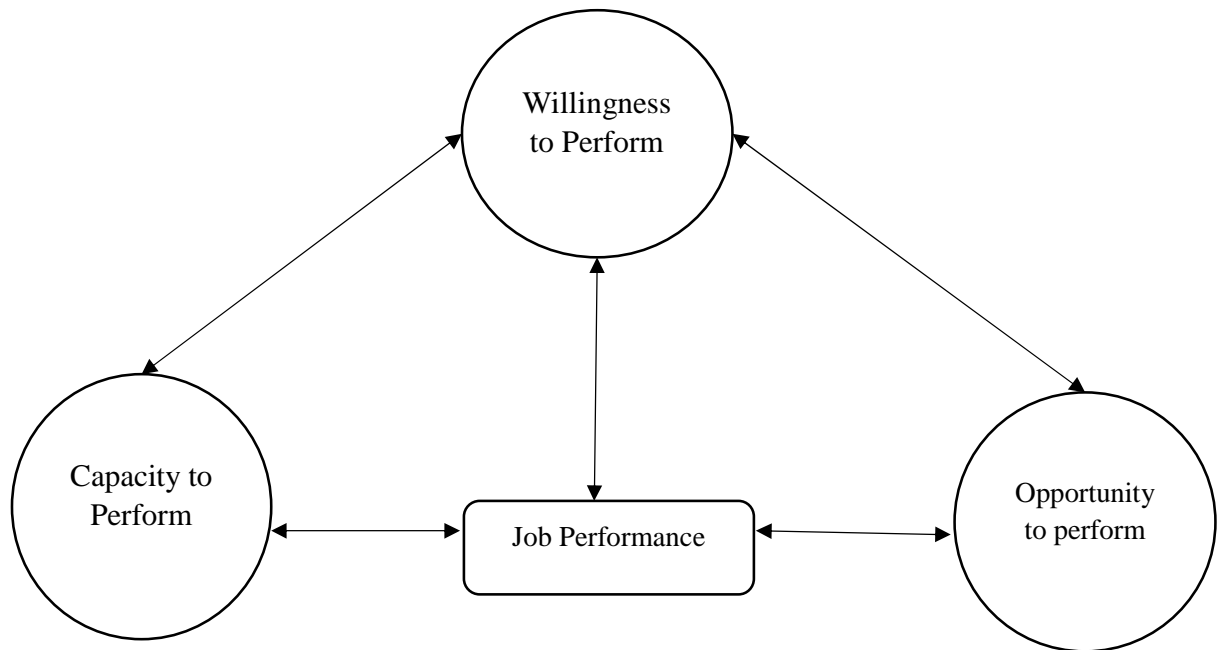 Willingness
to Perform
Capacity to
Perform
Job Performance
Opportunity
to perform